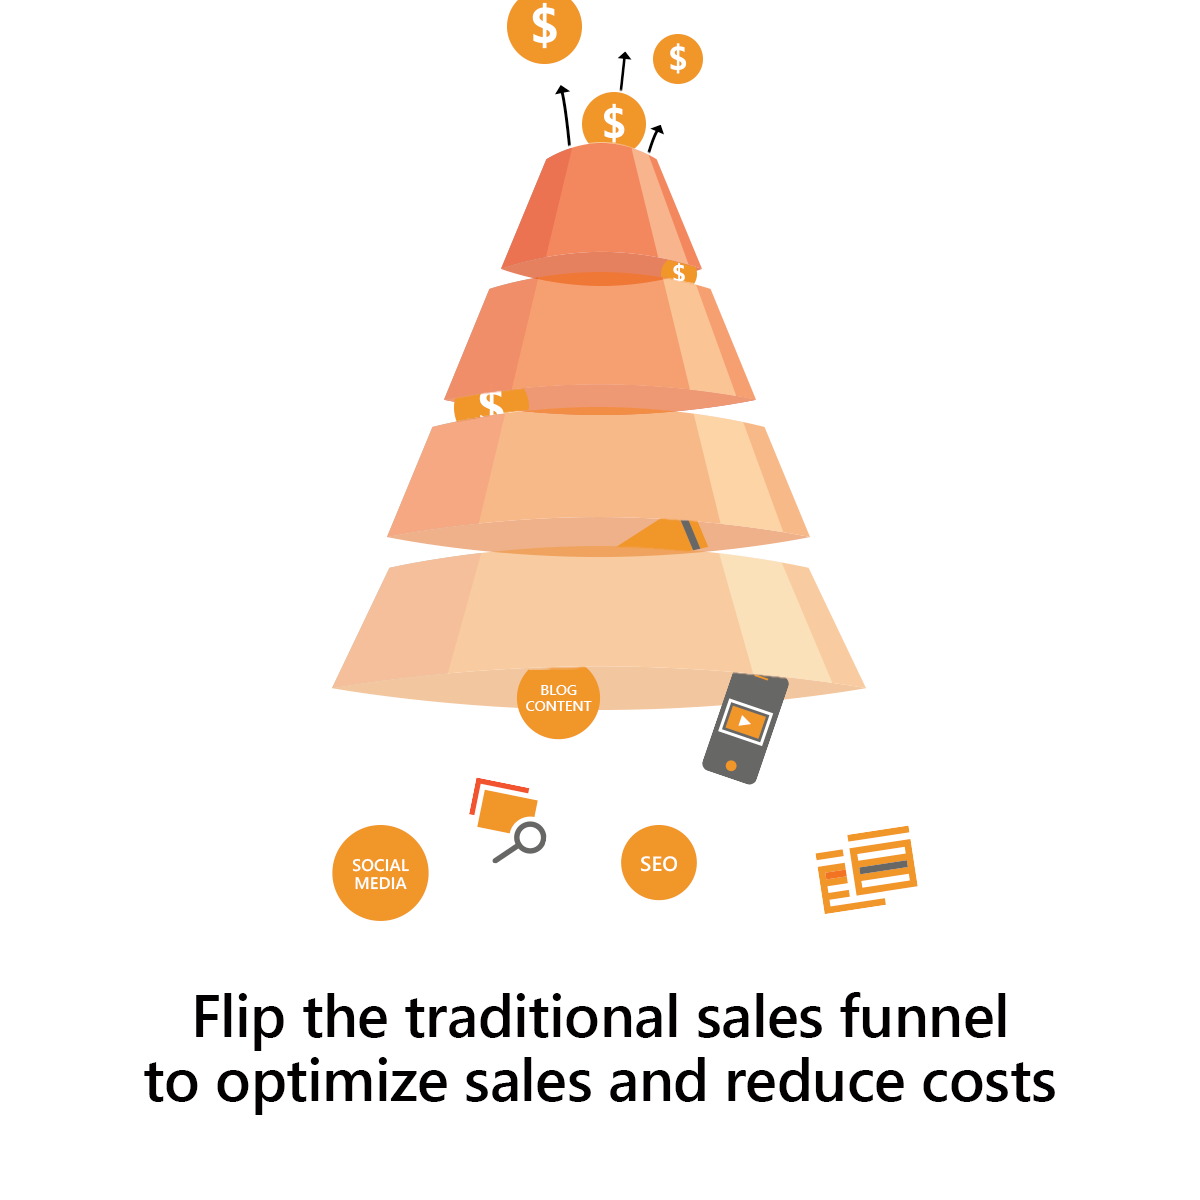 $
$
$
$
$
BLOG
CONTENT
SOCIAL
MEDIA
SEO
Flip the traditional sales funnel
to optimize sales and reduce costs